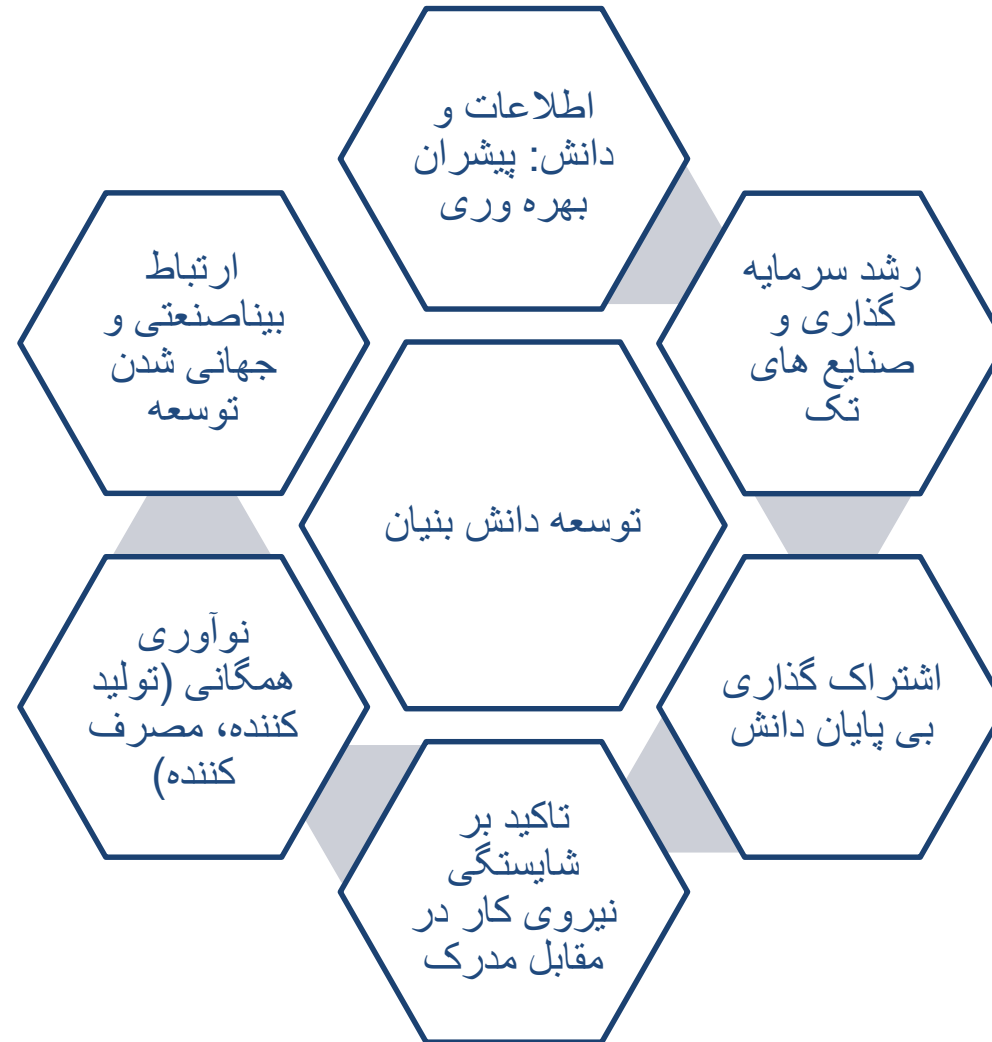 اطلاعات و
دانش: پیشران
بهره وری
رشد سرمایه
گذاری و
صنایع های
تک
اشتراک گذاری
بی پایان دانش
تاکید بر
شایستگی
نیروی کار در
مقابل مدرک
نوآوری
همگانی (تولید
کننده، مصرف
کننده)
ارتباط
بیناصنعتی و
جهانی شدن
توسعه
توسعه دانش بنیان